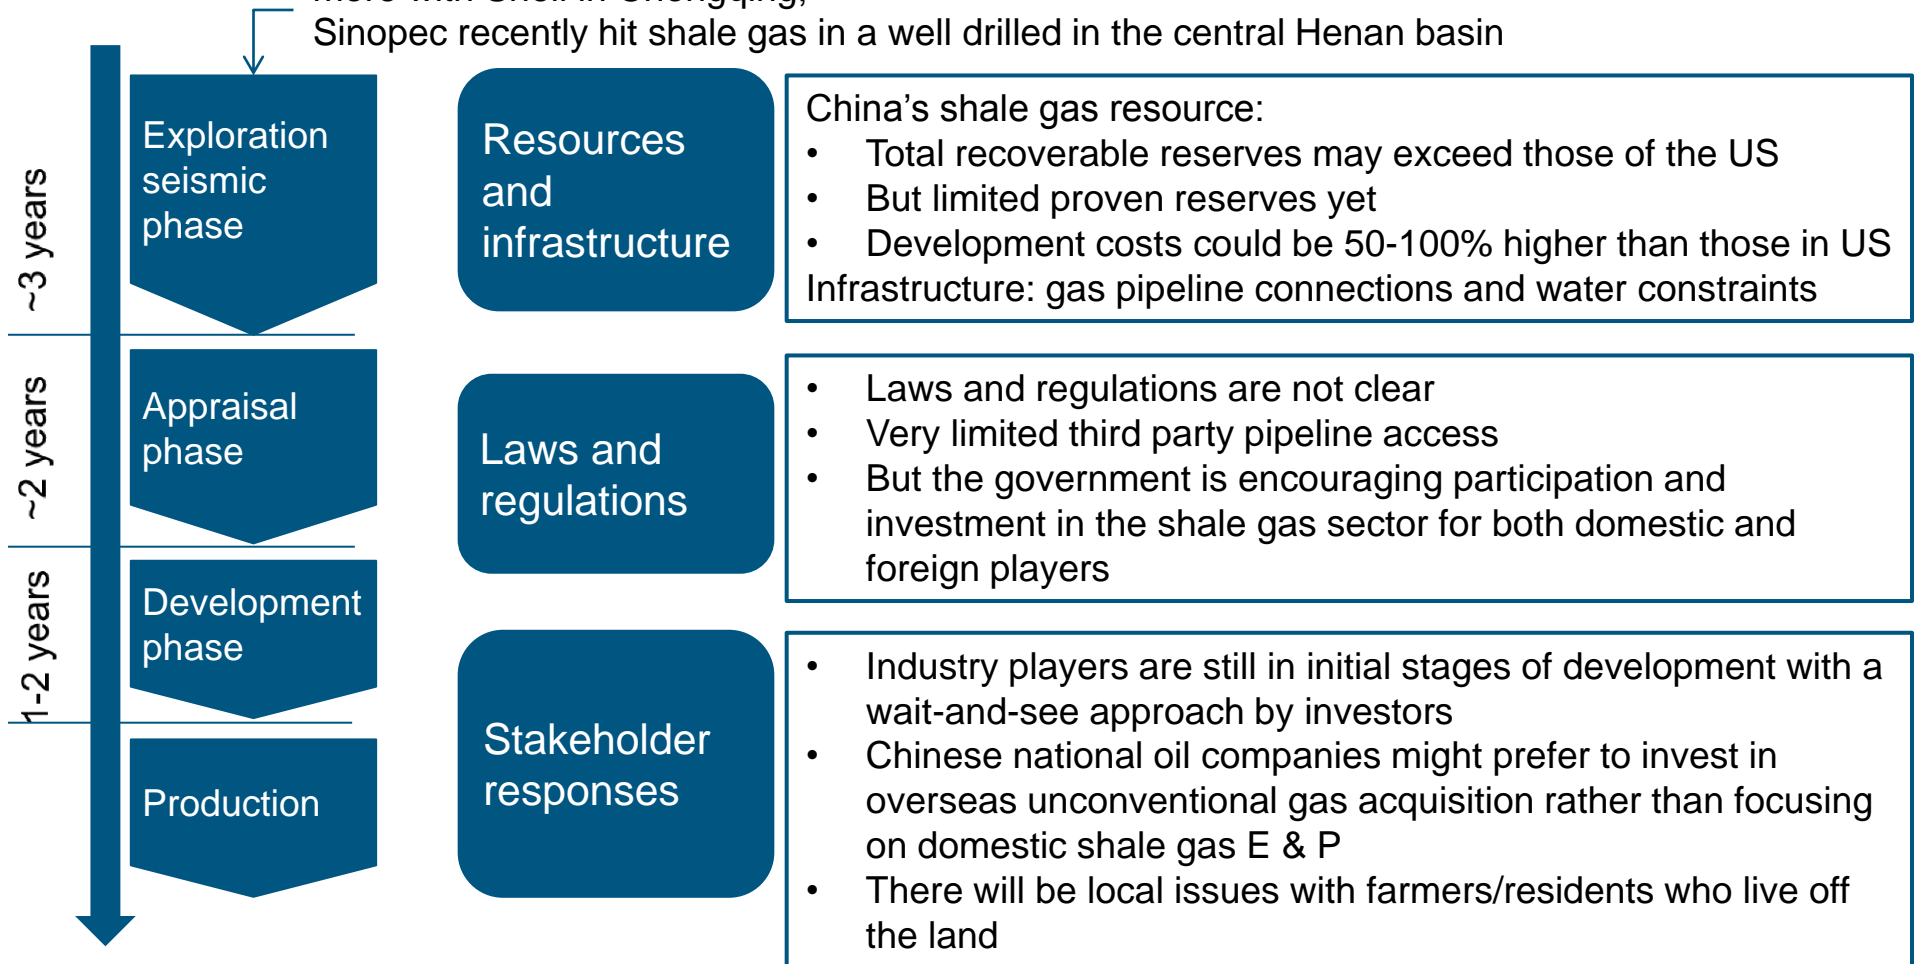 Sinopec recently hit shale gas in a well drilled in the central Henan basin
~3 years
Exploration
seismic
phase
Resources
and
infrastructure
China’s shale gas resource:
• Total recoverable reserves may exceed those of the US
• But limited proven reserves yet
• Development costs could be 50-100% higher than those in US
Infrastructure: gas pipeline connections and water constraints
~2 years
Appraisal
phase
Laws and
regulations
• Laws and regulations are not clear
• Very limited third party pipeline access
• But the government is encouraging participation and
investment in the shale gas sector for both domestic and
foreign players
1-2 years
Development
phase
Production
Stakeholder
responses
• Industry players are still in initial stages of development with a
wait-and-see approach by investors
• Chinese national oil companies might prefer to invest in
overseas unconventional gas acquisition rather than focusing
on domestic shale gas E & P
• There will be local issues with farmers/residents who live off
the land